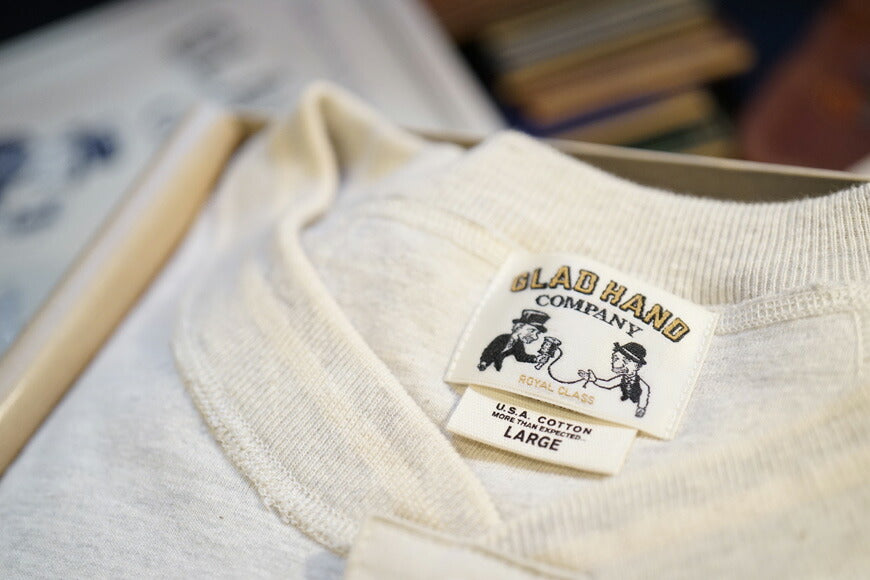 GLAD HAND
COMPANY
ROYAL CLASS
U.S.A. COTTON
MORE THAN EXPECTED...
LARGE